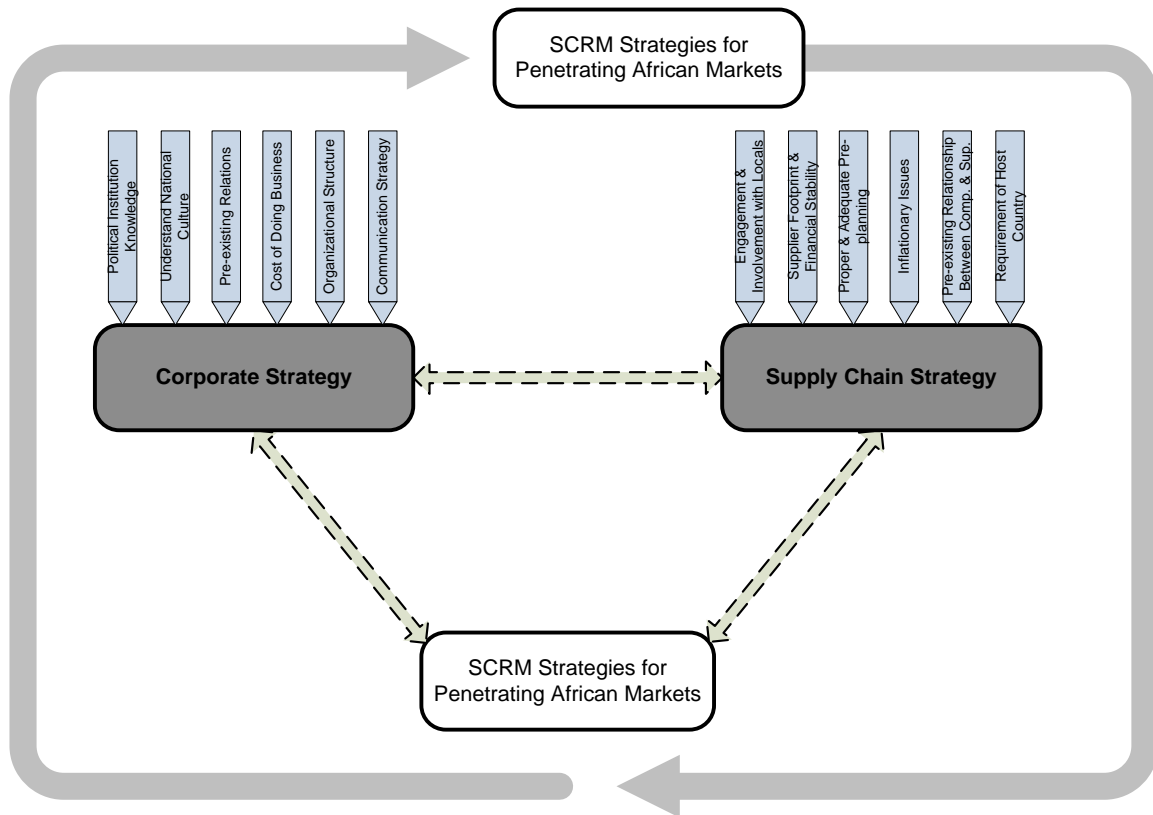 SCRM Strategies for
Penetrating African Markets
Political Institution
Knowledge
Understand National
Culture
Pre-existing Relations
Cost of Doing Business
Organizational Structure
Communication Strategy
Engagement &
Involvement with Locals
Supplier Footprint &
Financial Stability
Proper & Adequate Pre-
planning
Inflationary Issues
Pre-existing Relationship
Between Comp. & Sup.
Requirement of Host
Country
Corporate Strategy
Supply Chain Strategy
SCRM Strategies for
Penetrating African Markets